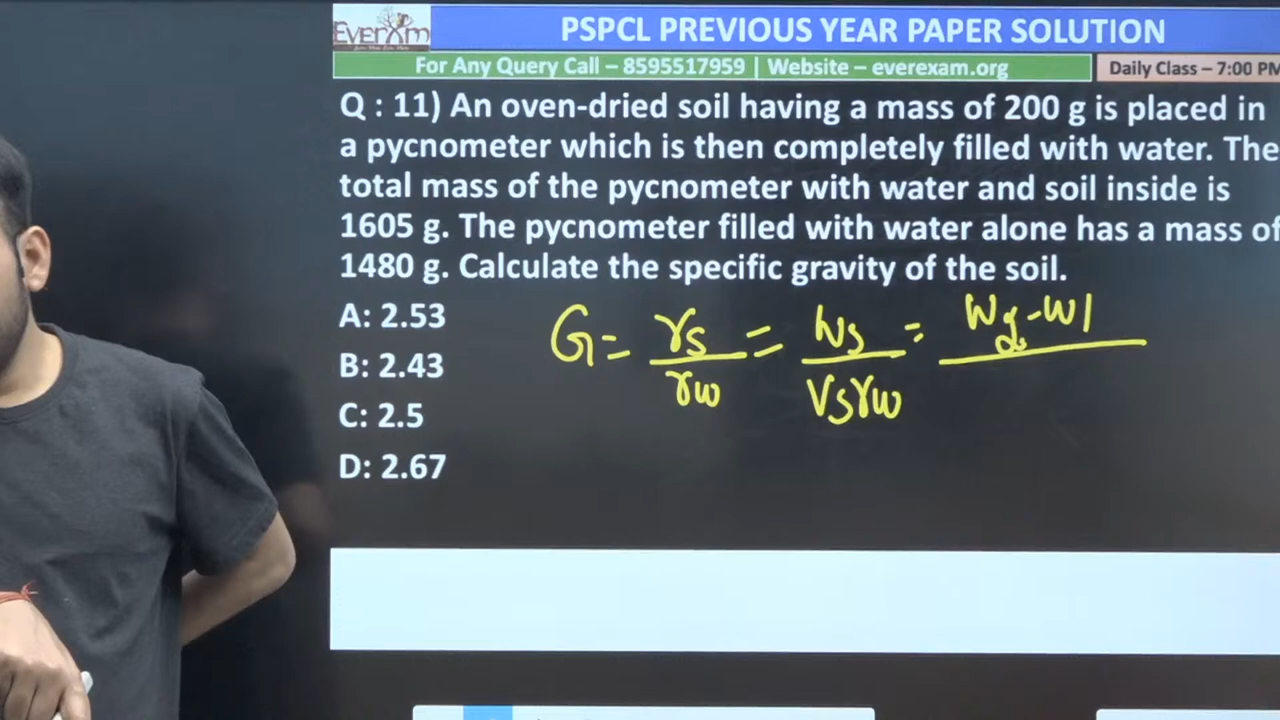 EverExm
PSPCL PREVIOUS YEAR PAPER SOLUTION
For Any Query Call – 8595517959 | Website – everexam.org
Daily Class – 7:00 PM
Q : 11) An oven-dried soil having a mass of 200 g is placed in
a pycnometer which is then completely filled with water. The
total mass of the pycnometer with water and soil inside is
1605 g. The pycnometer filled with water alone has a mass of
1480 g. Calculate the specific gravity of the soil.
A: 2.53
B: 2.43
C: 2.5
D: 2.67
G = γs / γw = Ws / Vsγw = W2 - W1